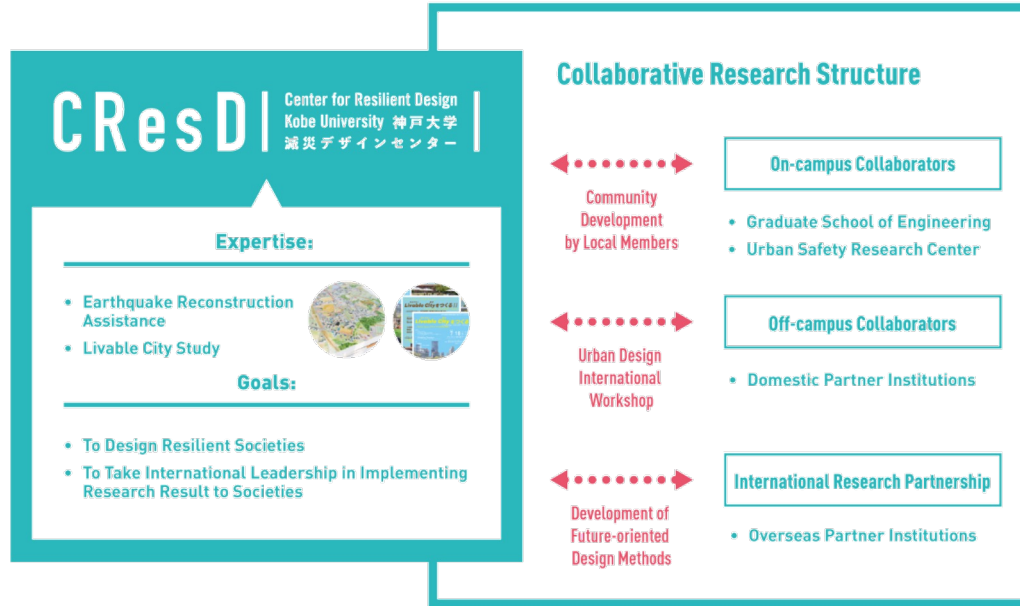 CResD
Center for Resilient Design
Kobe University 神戸大学
減災デザインセンター
Expertise:
• Earthquake Reconstruction
Assistance
• Livable City Study
Goals:
• To Design Resilient Societies
• To Take International Leadership in Implementing
Research Result to Societies
Collaborative Research Structure
Community
Development
by Local Members
On-campus Collaborators
• Graduate School of Engineering
• Urban Safety Research Center
Urban Design
International
Workshop
Off-campus Collaborators
• Domestic Partner Institutions
Development of
Future-oriented
Design Methods
International Research Partnership
• Overseas Partner Institutions